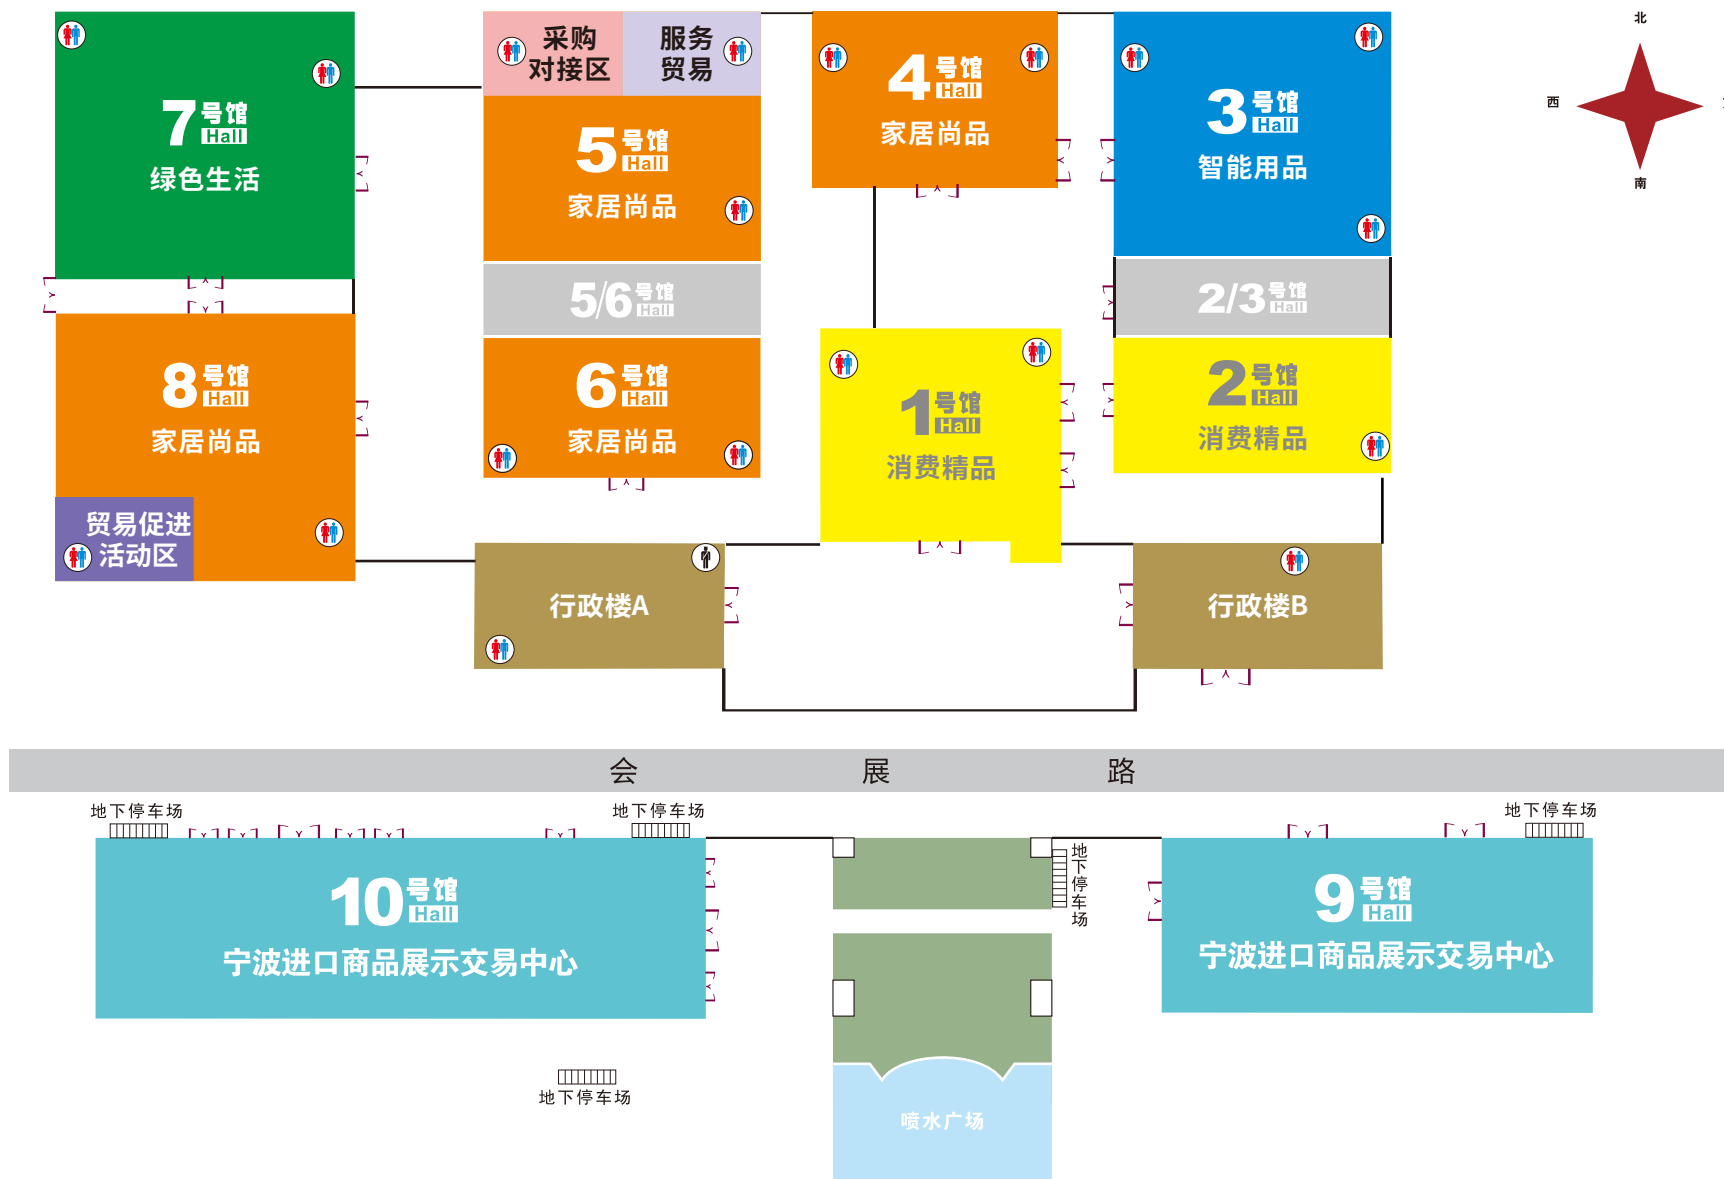 北
西
南
7号馆
Hall
绿色生活
采购
对接区
服务
贸易
5号馆
Hall
家居尚品
4号馆
Hall
家居尚品
3号馆
Hall
智能用品
5/6号馆
Hall
2/3号馆
Hall
8号馆
Hall
家居尚品
贸易促进
活动区
6号馆
Hall
家居尚品
1号馆
Hall
消费精品
2号馆
Hall
消费精品
行政楼A
行政楼B
会展路
地下停车场
地下停车场
地下停车场
地下停车场
10号馆
Hall
宁波进口商品展示交易中心
9号馆
Hall
宁波进口商品展示交易中心
地下停车场
喷水广场